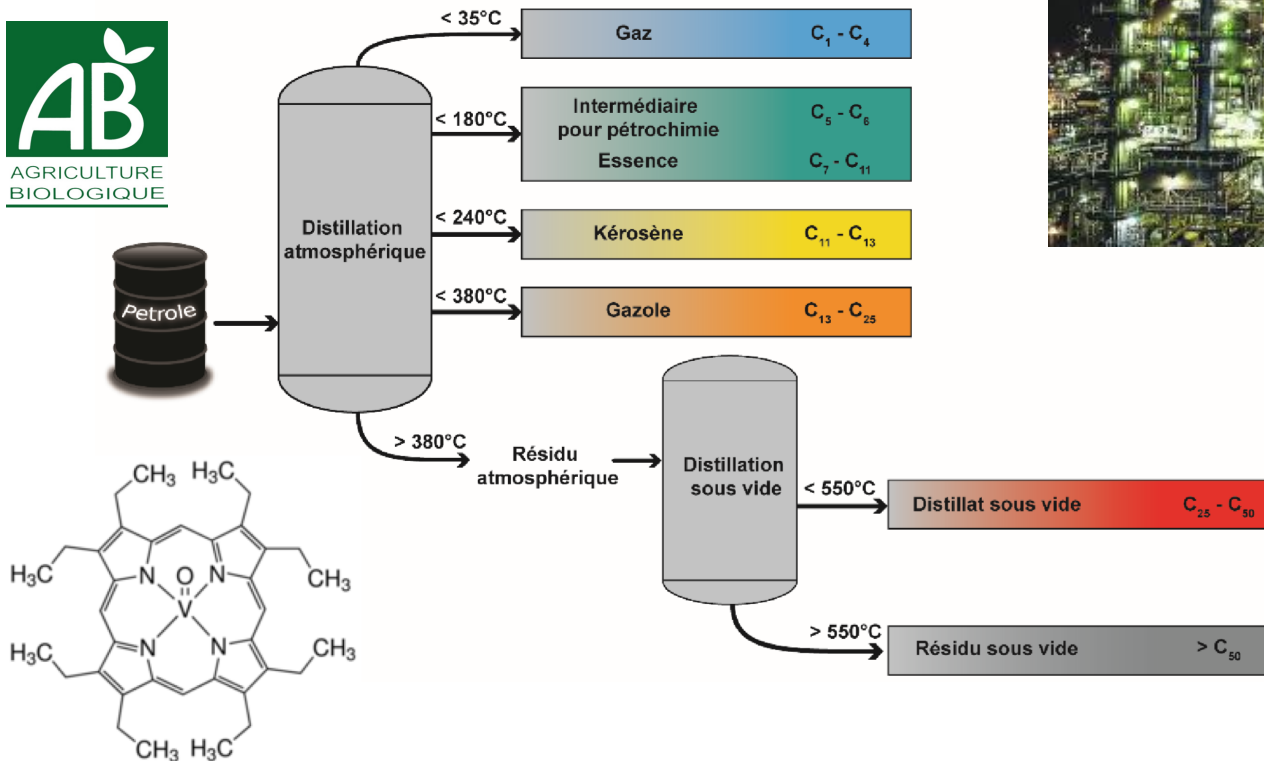 AB
AGRICULTURE
BIOLOGIQUE
Petrole
Distillation
atmosphérique
< 35°C
Gaz C₁ - C₄
< 180°C
Intermédiaire
pour pétrochimie C₅ - C₆
Essence C₇ - C₁₁
< 240°C
Kérosène C₁₁ - C₁₃
< 380°C
Gazole C₁₃ - C₂₅
> 380°C
Résidu
atmosphérique
Distillation
sous vide
< 550°C
Distillat sous vide C₂₅ - C₅₀
> 550°C
Résidu sous vide > C₅₀
CH₃ H₃C
H₃C CH₃
N O N
V
N N
H₃C CH₃
CH₃ H₃C